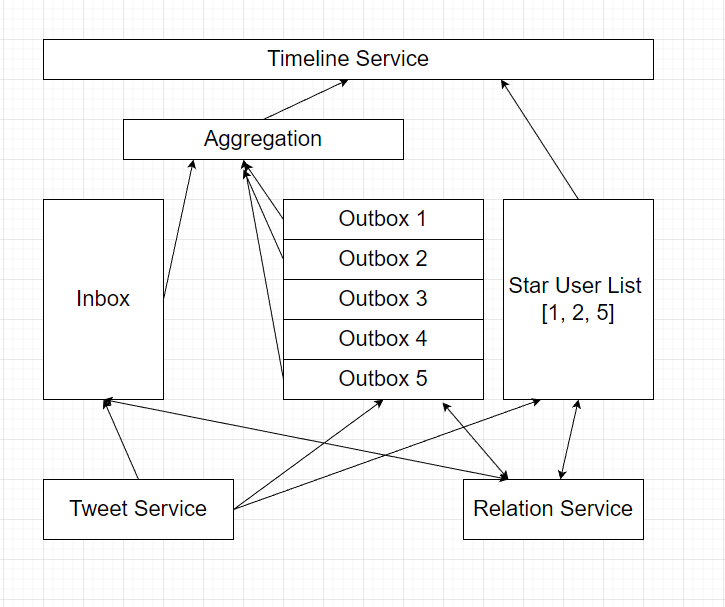 Timeline Service
Aggregation
Inbox
Outbox 1
Outbox 2
Outbox 3
Outbox 4
Outbox 5
Star User List
[1, 2, 5]
Tweet Service
Relation Service